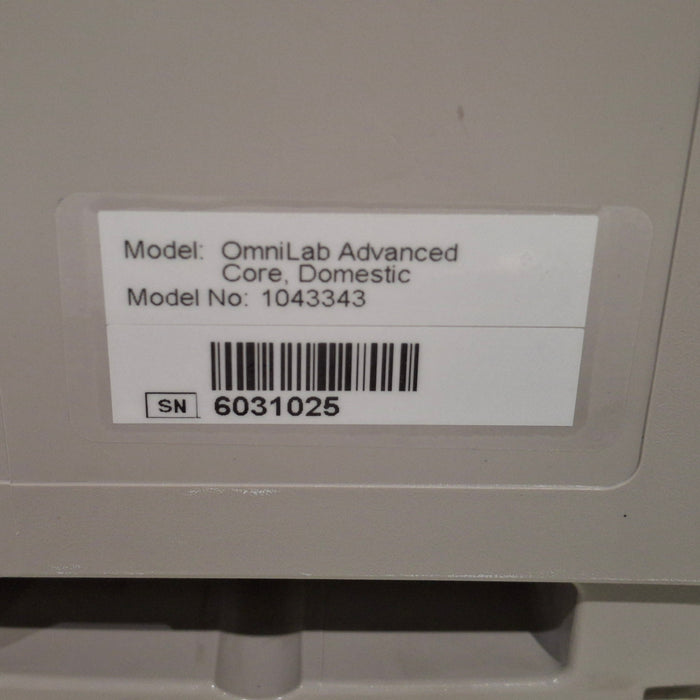 Model: OmniLab Advanced
Core, Domestic
Model No: 1043343
SN 6031025